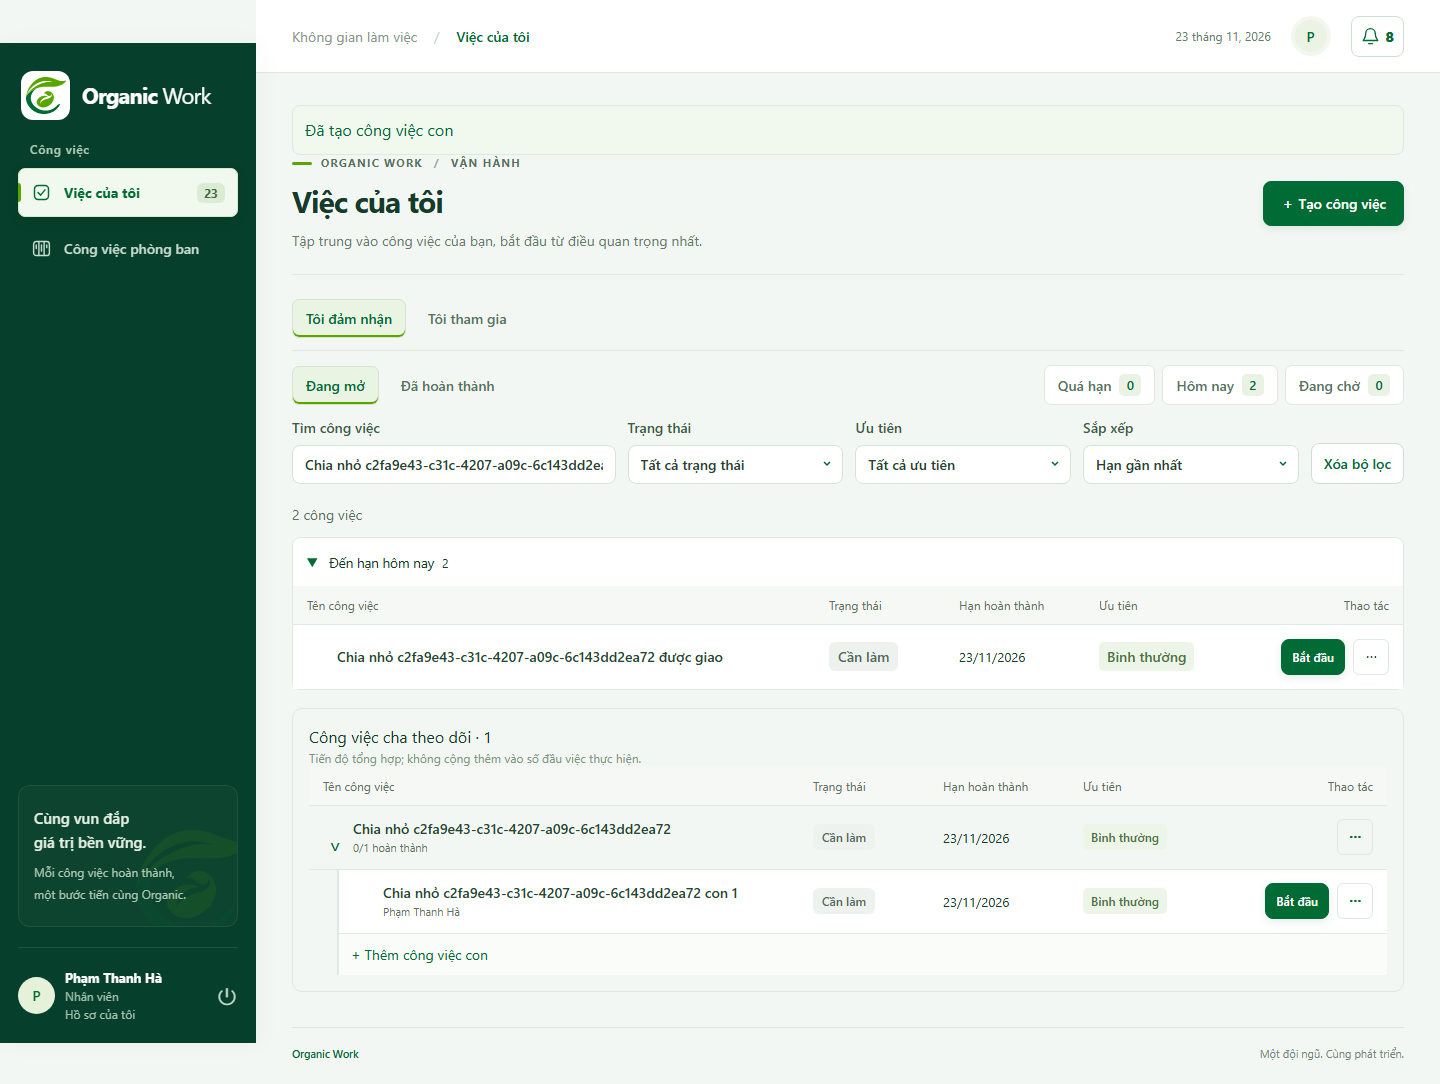 Không gian làm việc / Việc của tôi
23 tháng 11, 2026
P
8
Organic Work
Công việc
Việc của tôi 23
Công việc phòng ban
Đã tạo công việc con
ORGANIC WORK / VẬN HÀNH
Việc của tôi
+ Tạo công việc
Tập trung vào công việc của bạn, bắt đầu từ điều quan trọng nhất.
Tôi đảm nhận
Tôi tham gia
Đang mở
Đã hoàn thành
Quá hạn 0
Hôm nay 2
Đang chờ 0
Tìm công việc
Trạng thái
Ưu tiên
Sắp xếp
Chia nhỏ c2fa9e43-c31c-4207-a09c-6c143dd2ea
Tất cả trạng thái
Tất cả ưu tiên
Hạn gần nhất
Xóa bộ lọc
2 công việc
▼ Đến hạn hôm nay 2
Tên công việc Trạng thái Hạn hoàn thành Ưu tiên Thao tác
Chia nhỏ c2fa9e43-c31c-4207-a09c-6c143dd2ea72 được giao Cần làm 23/11/2026 Bình thường Bắt đầu ...
Công việc cha theo dõi · 1
Tiến độ tổng hợp; không cộng thêm vào số đầu việc thực hiện.
Tên công việc Trạng thái Hạn hoàn thành Ưu tiên Thao tác
Chia nhỏ c2fa9e43-c31c-4207-a09c-6c143dd2ea72 Cần làm 23/11/2026 Bình thường ...
0/1 hoàn thành
Chia nhỏ c2fa9e43-c31c-4207-a09c-6c143dd2ea72 con 1 Cần làm 23/11/2026 Bình thường Bắt đầu ...
Phạm Thanh Hà
+ Thêm công việc con
Cùng vun đắp
giá trị bền vững.
Mỗi công việc hoàn thành,
một bước tiến cùng Organic.
P
Phạm Thanh Hà
Nhân viên
Hồ sơ của tôi
Organic Work
Một đội ngũ. Cùng phát triển.